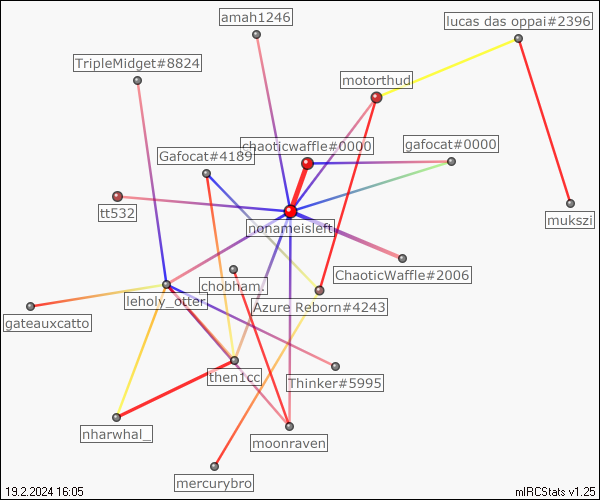 amah1246
lucas das oppai#2396
TripleMidget#8824
motorthud
chaoticwaffle#0000
gafocat#0000
Gafocat#4189
tt532
mukszi
nonameisleft
ChaoticWaffle#2006
chobham.
leholy_otter
Azure Reborn#4243
gateauxcatto
then1cc
Thinker#5995
nharwhal_
moonraven
mercurybro
19.2.2024 16:05
mIRCStats v1.25